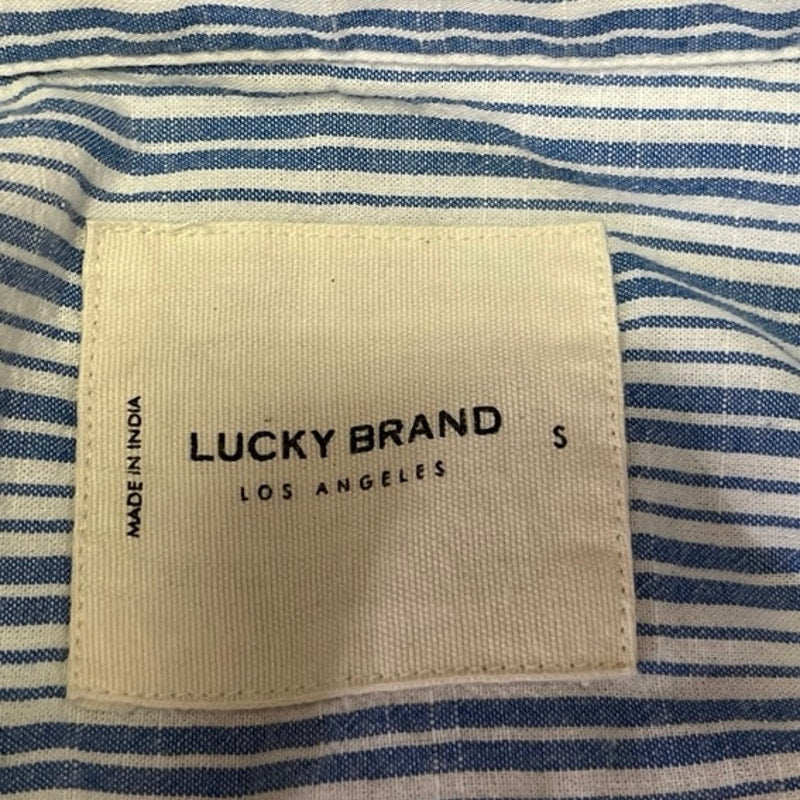 MADE IN INDIA
LUCKY BRAND
S
LOS ANGELES